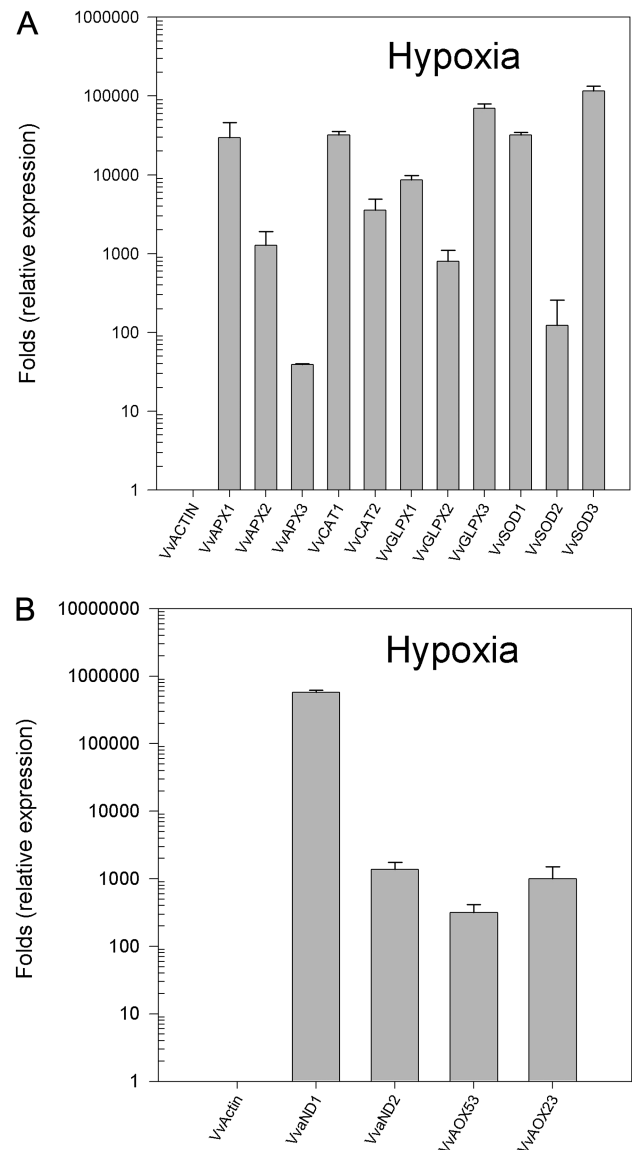 A
Hypoxia
Folds (relative expression)
1000000
100000
10000
1000
100
10
1
VvACTIN
VvAPX1
VvAPX2
VvAPX3
VvCAT1
VvCAT2
VvGLPX1
VvGLPX2
VvGLPX3
VvSOD1
VvSOD2
VvSOD3
B
Hypoxia
Folds (relative expression)
10000000
1000000
100000
10000
1000
100
10
1
VvActin
VvaND1
VvaND2
VvAOX53
VvAOX23